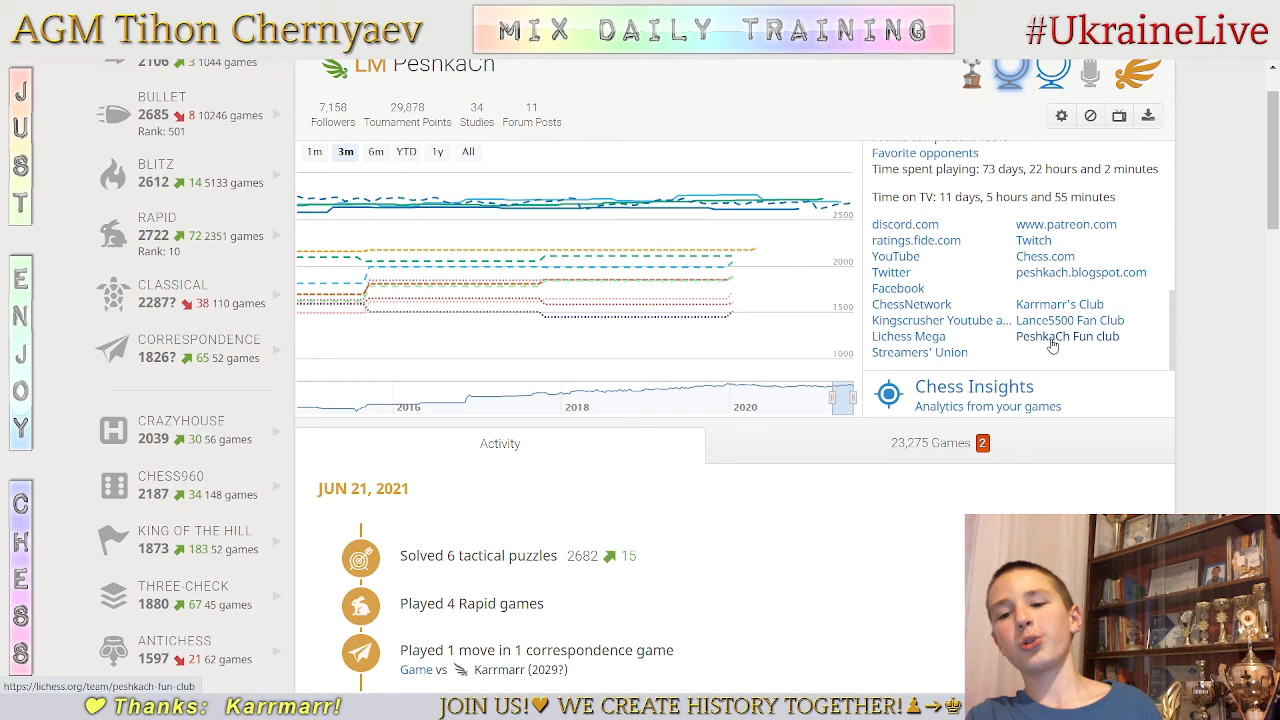 AGM Tihon Chernyaev
MIX DAILY TRAINING
#UkraineLive
JUST
ENJOY
CHESS
2106 3 1044 games
BULLET
2685 8 10246 games
Rank: 501
BLITZ
2612 14 5133 games
RAPID
2722 72 2351 games
Rank: 10
CLASSICAL
2287? 38 110 games
CORRESPONDENCE
1826? 65 52 games
CRAZYHOUSE
2039 30 56 games
CHESS960
2187 34 148 games
KING OF THE HILL
1873 183 52 games
THREE-CHECK
1880 67 45 games
ANTICHESS
1597 21 62 games
https://lichess.org/team/peshkach-fun-club
LM PeshkaCh
7,158 29,878 34 11
Followers Tournament Points Studies Forum Posts
1m 3m 6m YTD 1y All
2500
2000
1500
1000
2016 2018 2020
Favorite opponents
Time spent playing: 73 days, 22 hours and 2 minutes
Time on TV: 11 days, 5 hours and 55 minutes
discord.com www.patreon.com
ratings.fide.com Twitch
YouTube Chess.com
Twitter peshkach.blogspot.com
Facebook
ChessNetwork Karrmarr's Club
Kingscrusher Youtube a... Lance5500 Fan Club
Lichess Mega PeshkaCh Fun club
Streamers' Union
Chess Insights
Analytics from your games
Activity 23,275 Games 2
JUN 21, 2021
Solved 6 tactical puzzles 2682 15
Played 4 Rapid games
Played 1 move in 1 correspondence game
Game vs Karrmarr (2029?)
Thanks: Karrmarr!
JOIN US! WE CREATE HISTORY TOGETHER!